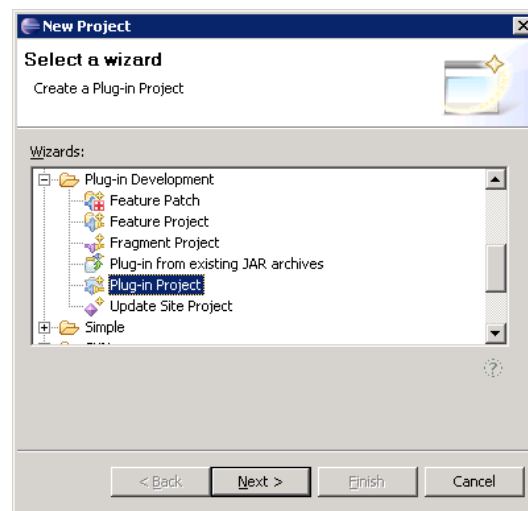 New Project
Select a wizard
Create a Plug-in Project
Wizards:
Plug-in Development
Feature Patch
Feature Project
Fragment Project
Plug-in from existing JAR archives
Plug-in Project
Update Site Project
Simple
< Back Next > Finish Cancel